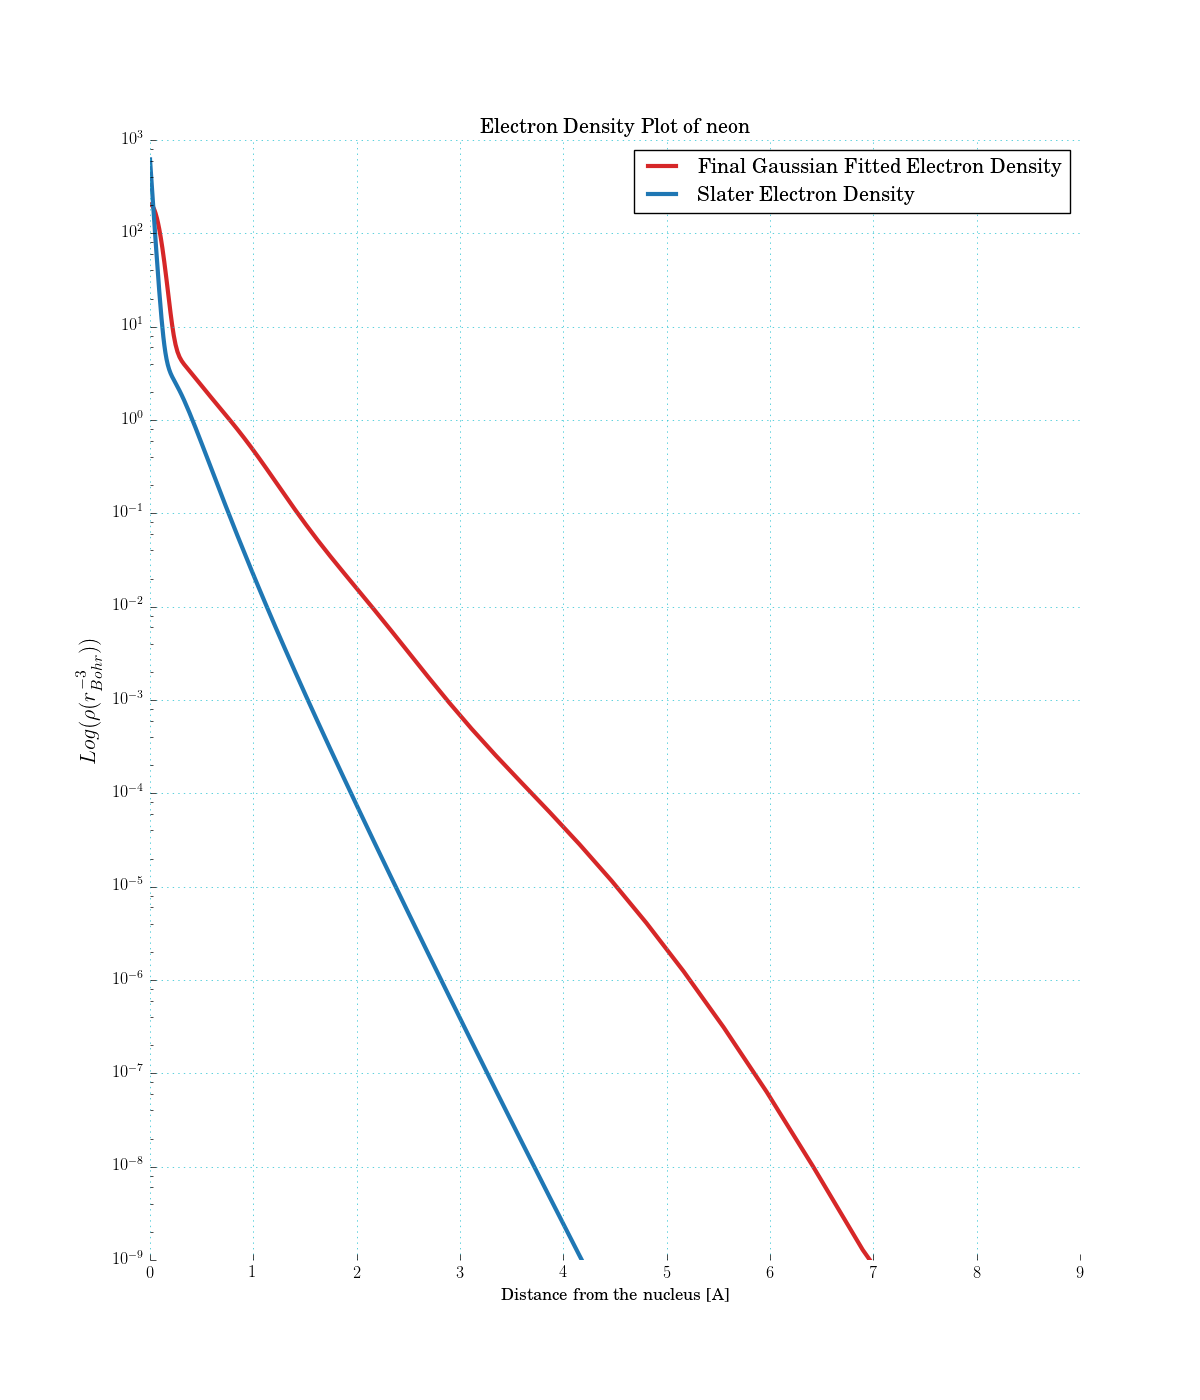 Electron Density Plot of neon
Final Gaussian Fitted Electron Density
Slater Electron Density
10³
10²
10¹
10⁰
10⁻¹
10⁻²
10⁻³
10⁻⁴
10⁻⁵
10⁻⁶
10⁻⁷
10⁻⁸
10⁻⁹
Log(ρ(r_{Bohr}^{-3}))
0 1 2 3 4 5 6 7 8 9
Distance from the nucleus [A]